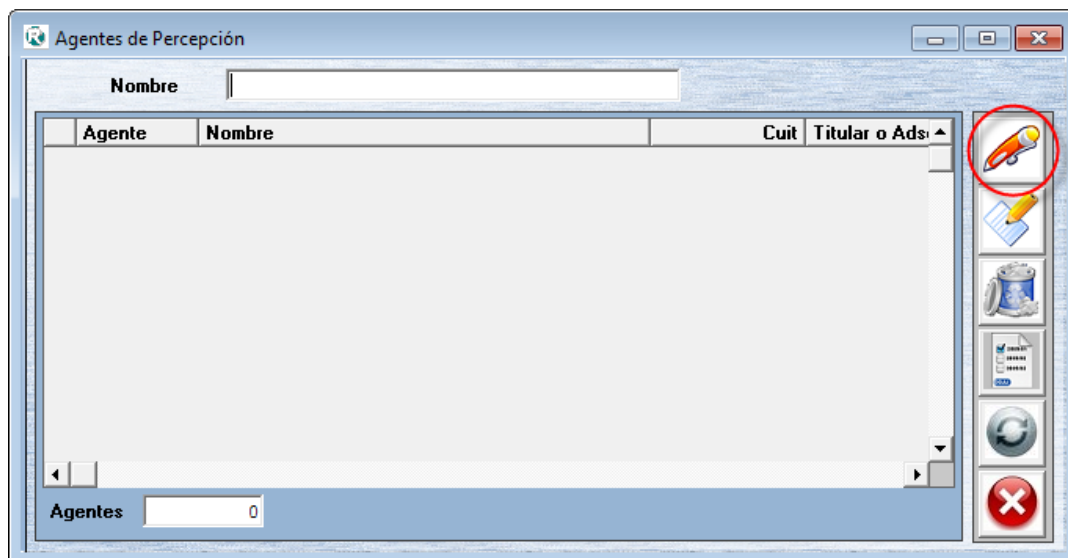 Agentes de Percepción
Nombre
Agente Nombre Cuit Titular o Ads
Agentes 0